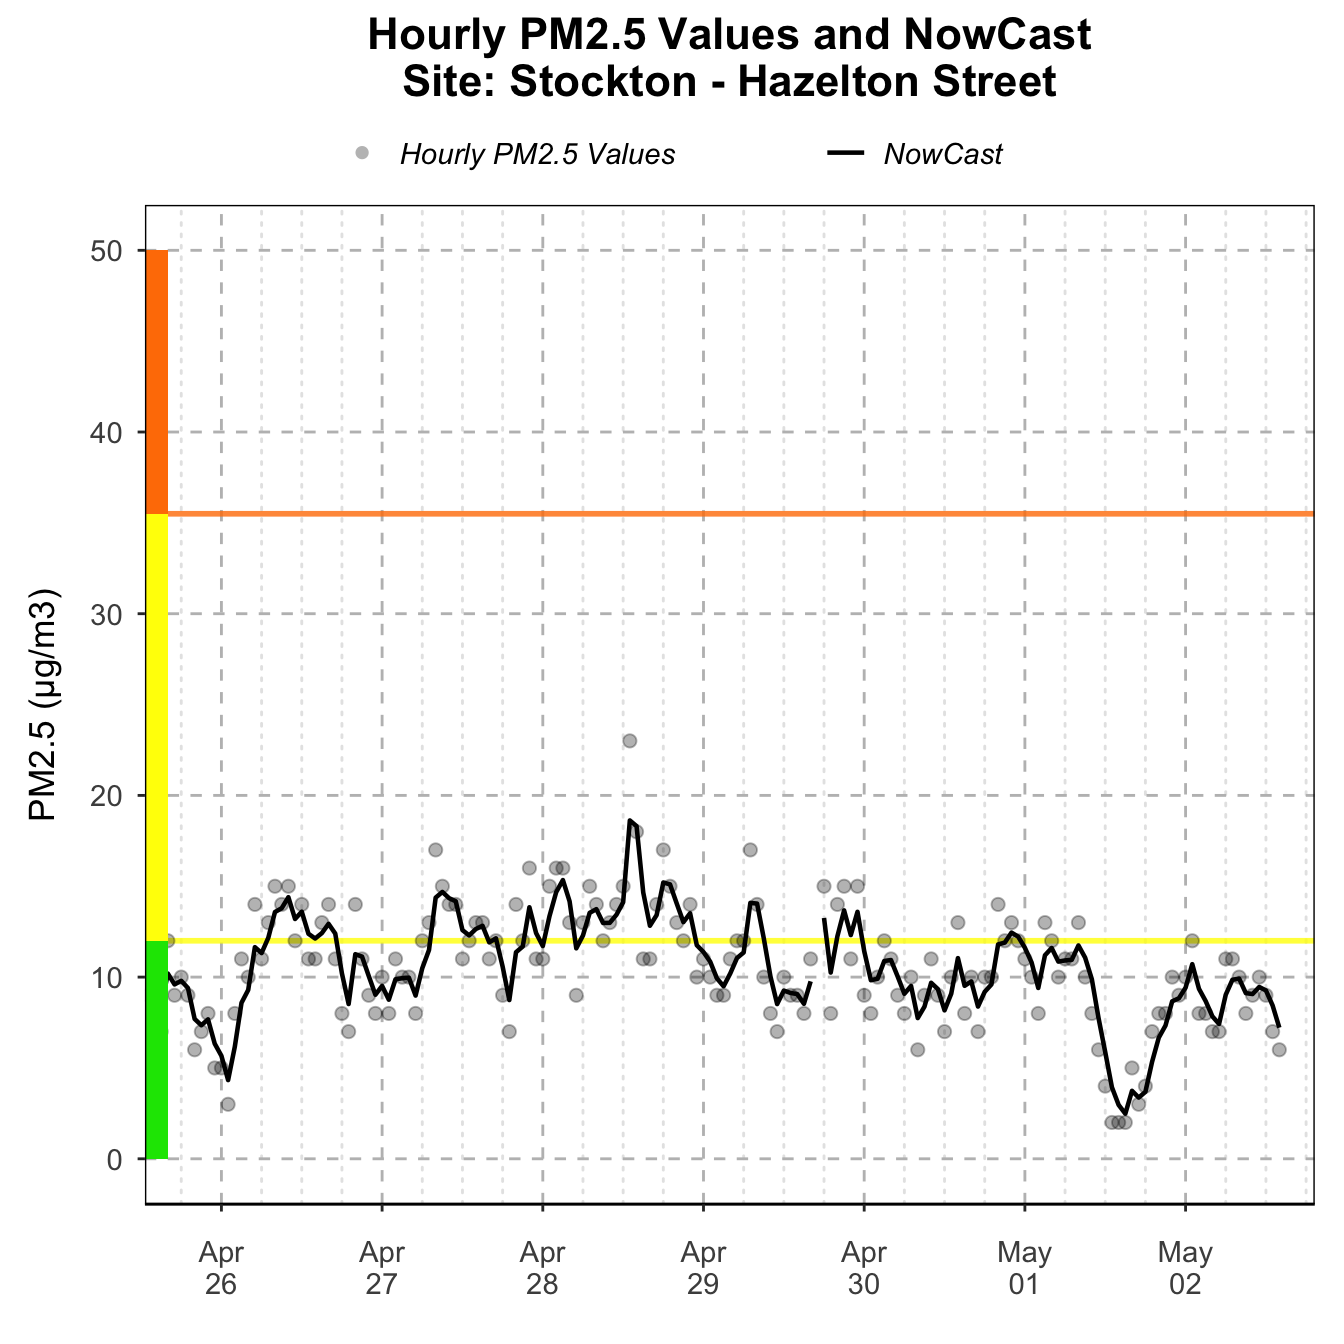 Hourly PM2.5 Values and NowCast
Site: Stockton - Hazelton Street
Hourly PM2.5 Values
NowCast
PM2.5 (µg/m3)
50
40
30
20
10
0
Apr
26
Apr
27
Apr
28
Apr
29
Apr
30
May
01
May
02